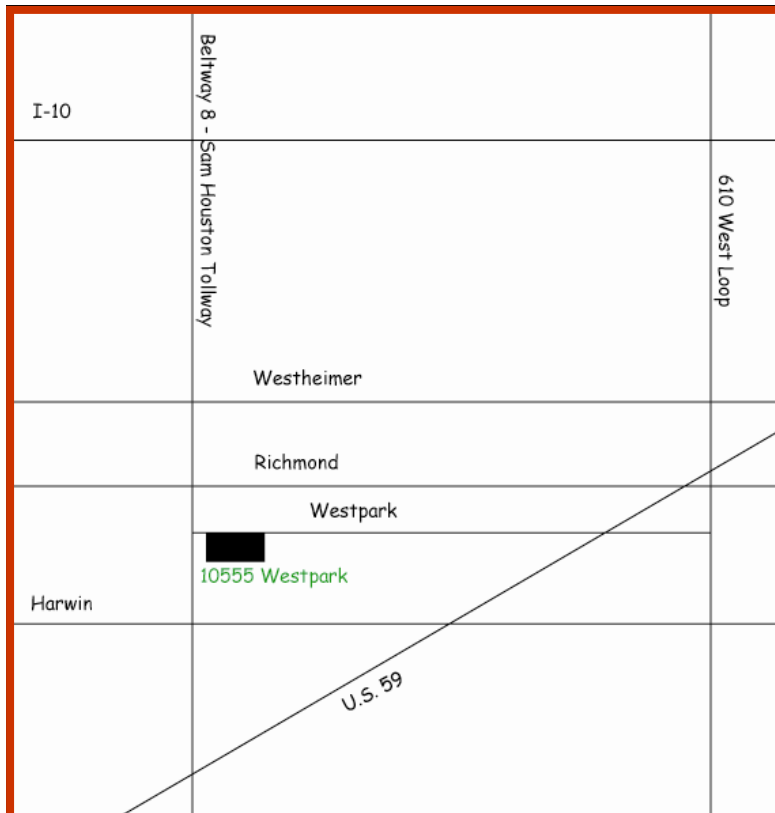 Beltway 8 - Sam Houston Tollway
I-10
610 West Loop
Westheimer
Richmond
Westpark
10555 Westpark
Harwin
U.S. 59